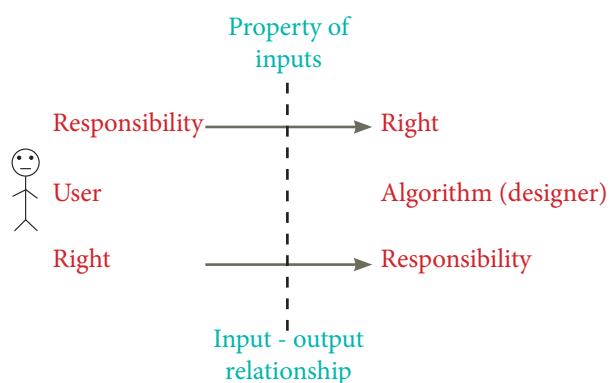 Property of
inputs
Responsibility Right
User Algorithm (designer)
Right Responsibility
Input - output
relationship